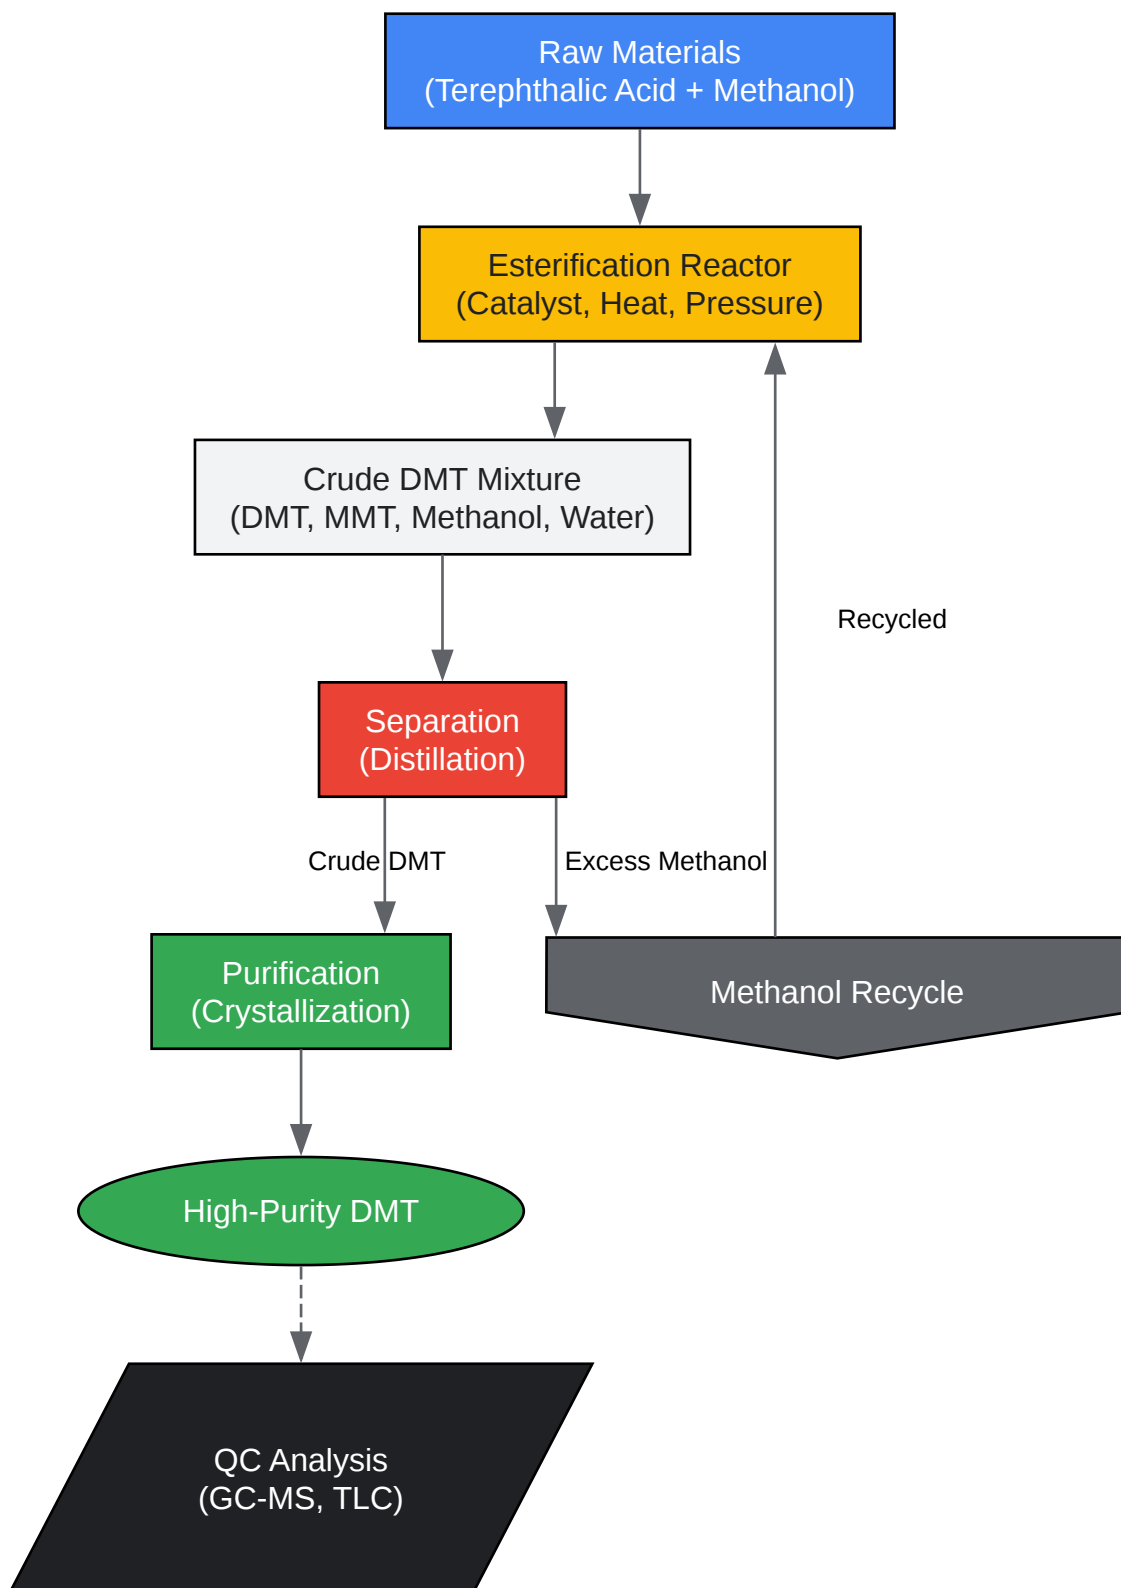 Raw Materials
(Terephthalic Acid + Methanol)
Esterification Reactor
(Catalyst, Heat, Pressure)
Crude DMT Mixture
(DMT, MMT, Methanol, Water)
Recycled
Separation
(Distillation)
Crude DMT
Excess Methanol
Purification
(Crystallization)
Methanol Recycle
High-Purity DMT
QC Analysis
(GC-MS, TLC)